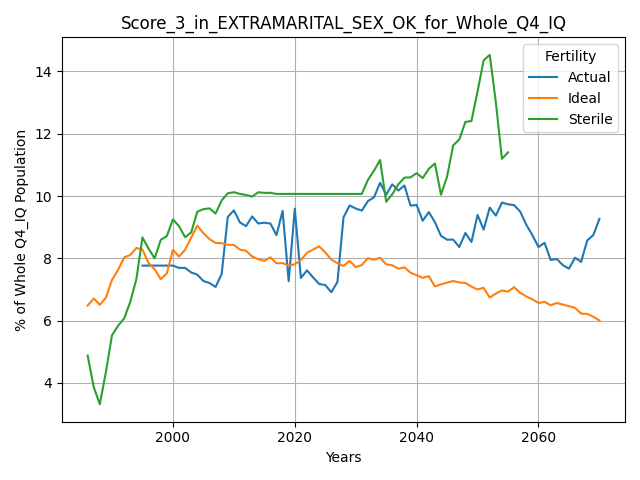 Score_3_in_EXTRAMARITAL_SEX_OK_for_Whole_Q4_IQ
Fertility
Actual
Ideal
Sterile
% of Whole Q4_IQ Population
14
12
10
8
6
4
2000
2020
2040
2060
Years